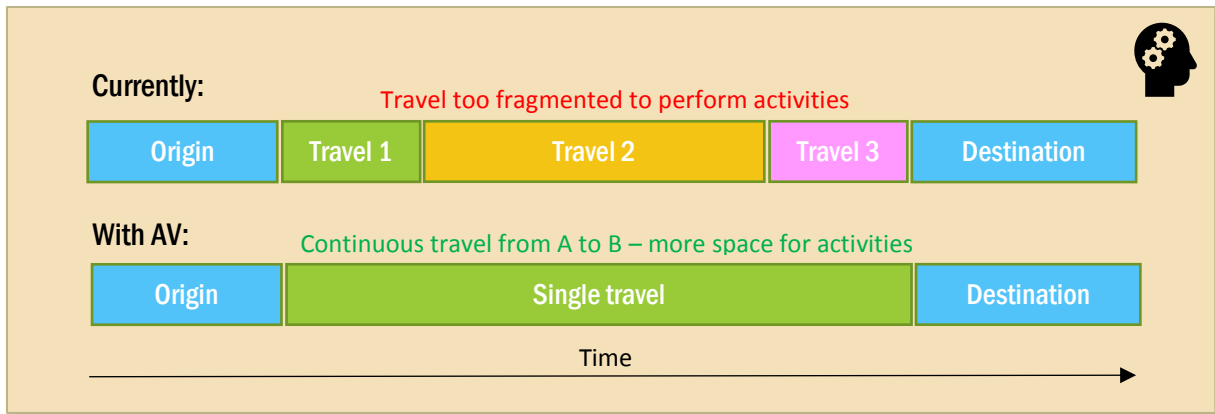 Currently:
Travel too fragmented to perform activities
Origin Travel 1 Travel 2 Travel 3 Destination
With AV:
Continuous travel from A to B – more space for activities
Origin Single travel Destination
Time